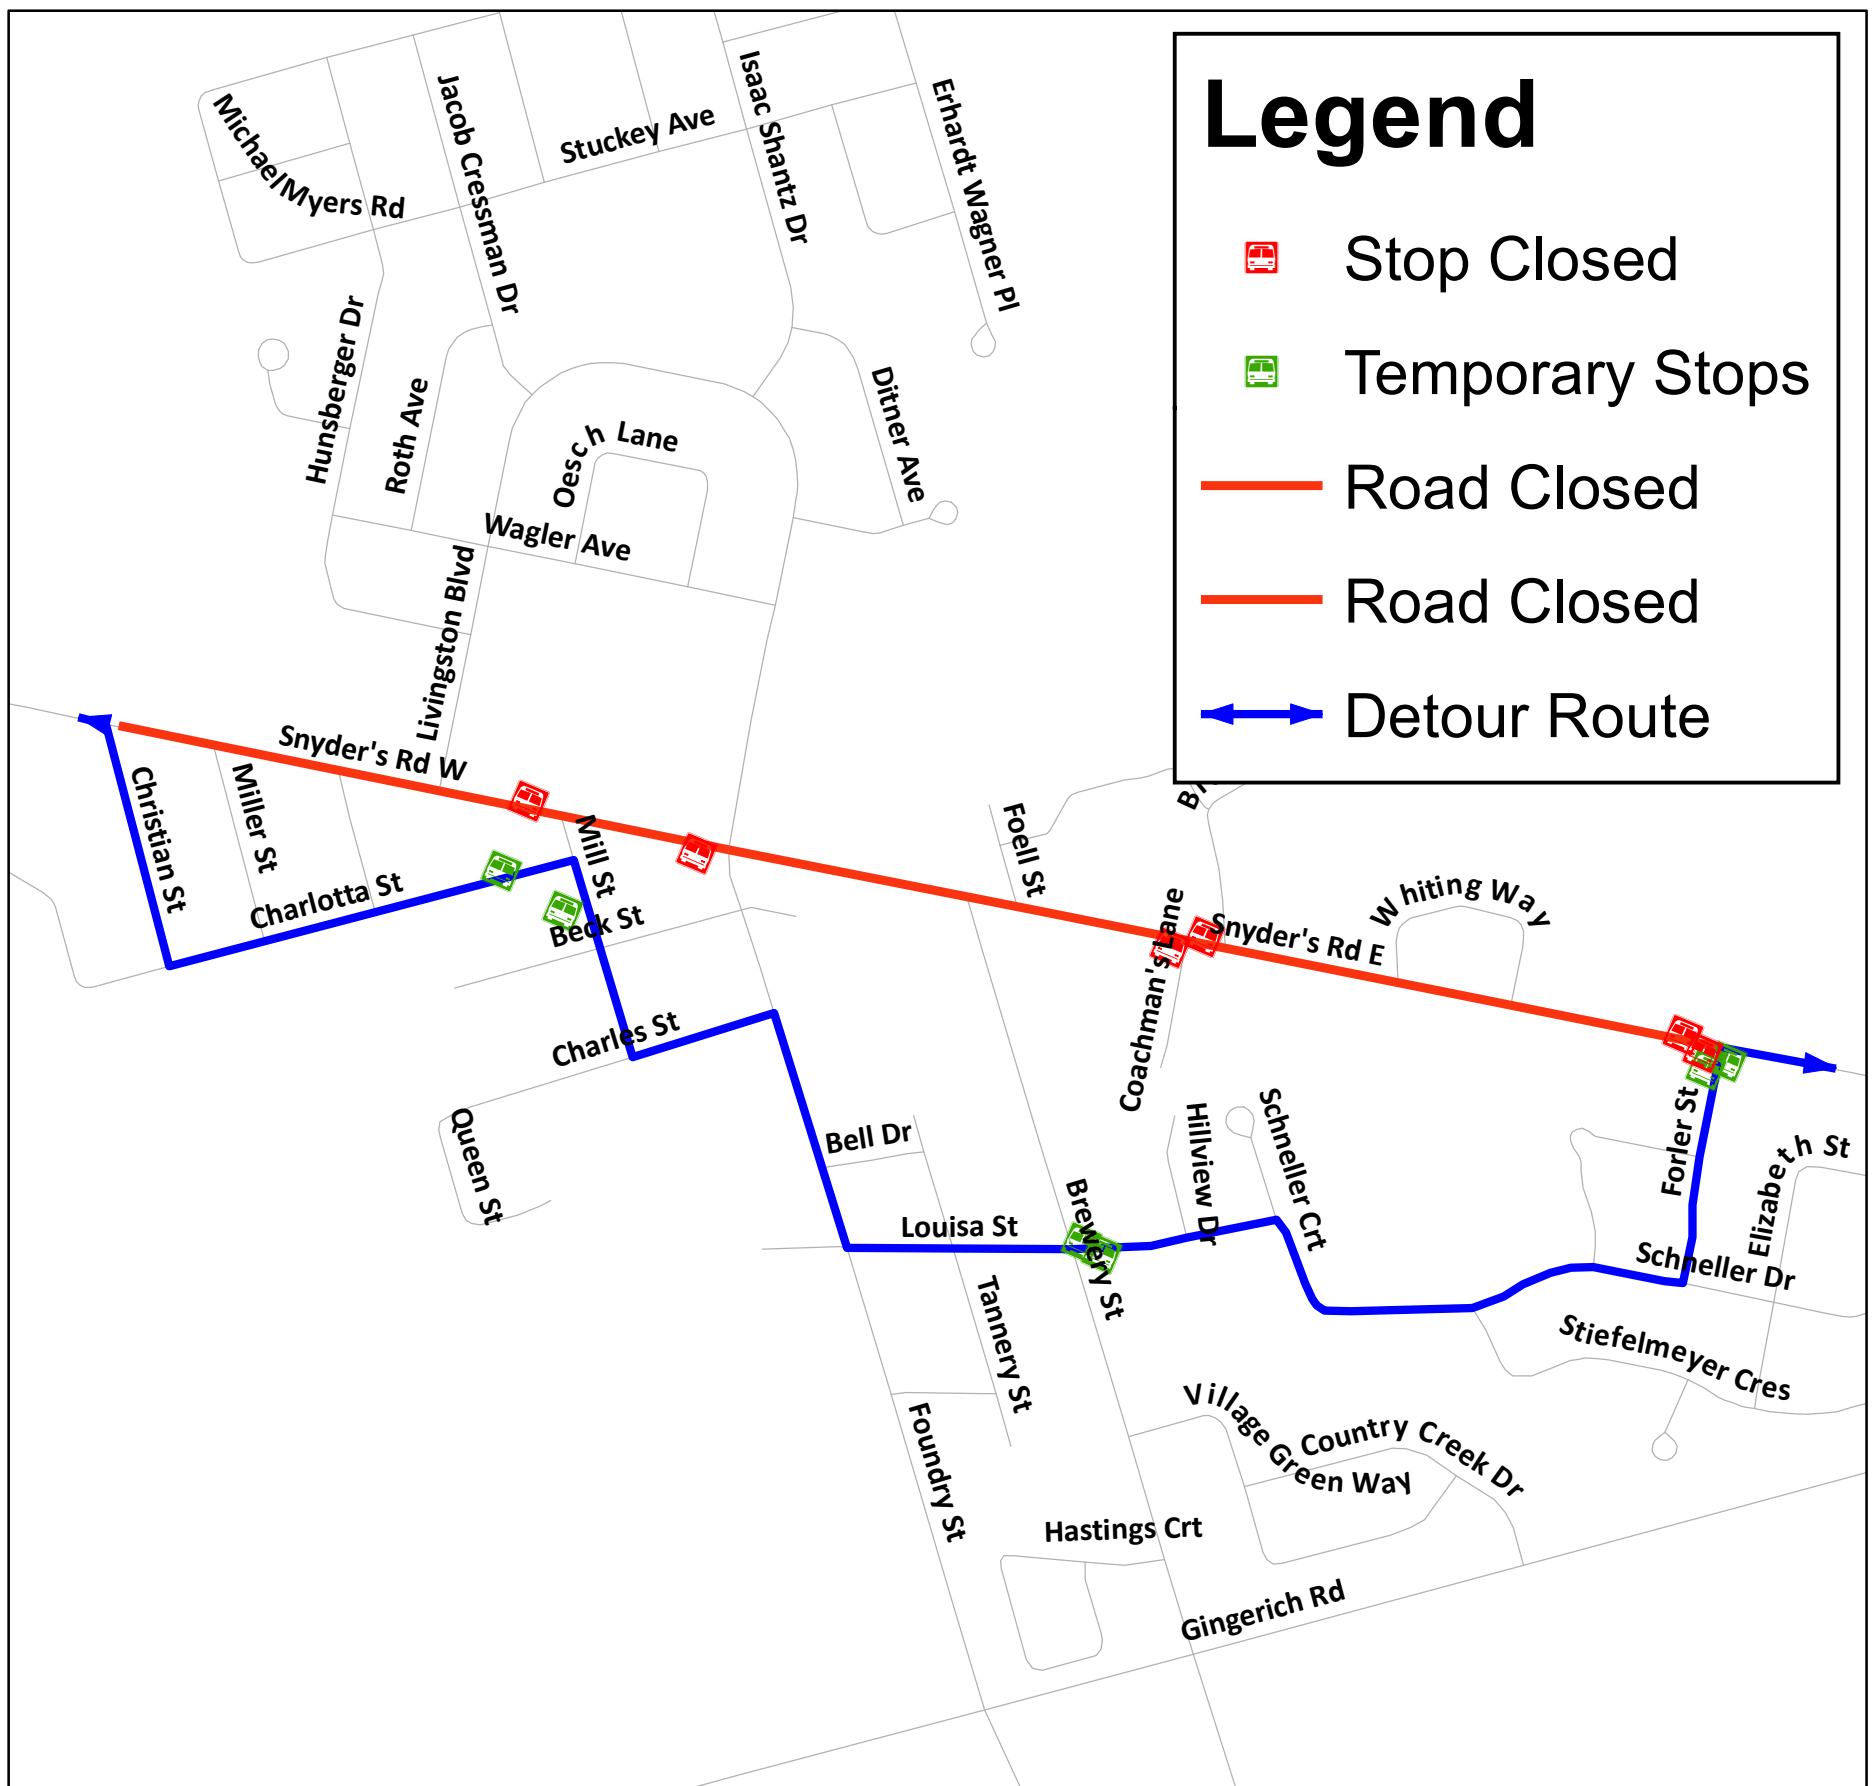 Legend
Stop Closed
Temporary Stops
Road Closed
Road Closed
Detour Route
Michael Myers Rd
Jacob Cressman Dr
Stuckey Ave
Isaac Shantz Dr
Erhardt Wagner Pl
Hunsberger Dr
Roth Ave
Oesch Lane
Ditner Ave
Wagler Ave
Livingston Blvd
Snyder's Rd W
Christian St
Miller St
Charlotta St
Mill St
Beck St
Foell St
Coachman's Lane
Snyder's Rd E
Whiting Way
Charles St
Queen St
Bell Dr
Louisa St
Brewery St
Hillview Dr
Schneller Crt
Forler St
Elizabeth St
Schneller Dr
Stiefelmeyer Cres
Tannery St
Foundry St
Village Green Way
Country Creek Dr
Hastings Crt
Gingerich Rd